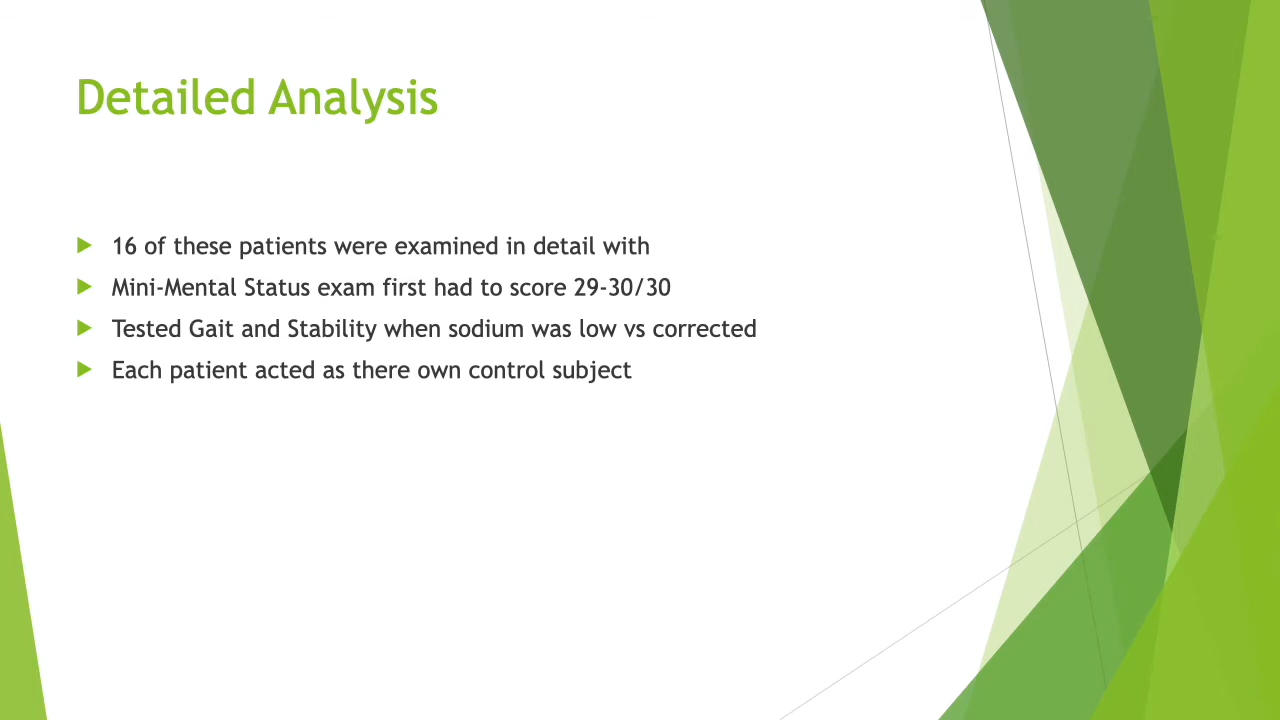 Detailed Analysis
16 of these patients were examined in detail with
Mini-Mental Status exam first had to score 29-30/30
Tested Gait and Stability when sodium was low vs corrected
Each patient acted as there own control subject